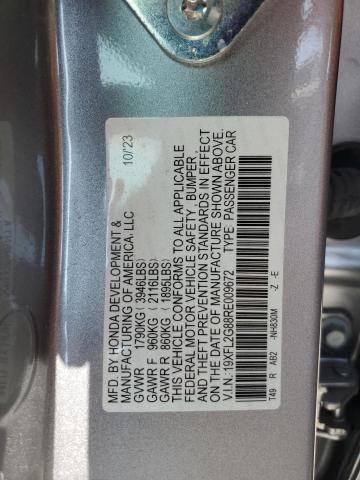 MFD. BY HONDA DEVELOPMENT &
MANUFACTURING OF AMERICA, LLC 10/'23
GVWR 1790KG ( 3946LBS)
GAWR F 960KG ( 2116LBS)
GAWR R 860KG ( 1895LBS)
THIS VEHICLE CONFORMS TO ALL APPLICABLE
FEDERAL MOTOR VEHICLE SAFETY, BUMPER,
AND THEFT PREVENTION STANDARDS IN EFFECT
ON THE DATE OF MANUFACTURE SHOWN ABOVE.
V.I.N.:19XFL2G88RE009672 TYPE PASSENGER CAR
T49 R AB2 -NH830M -Z -E